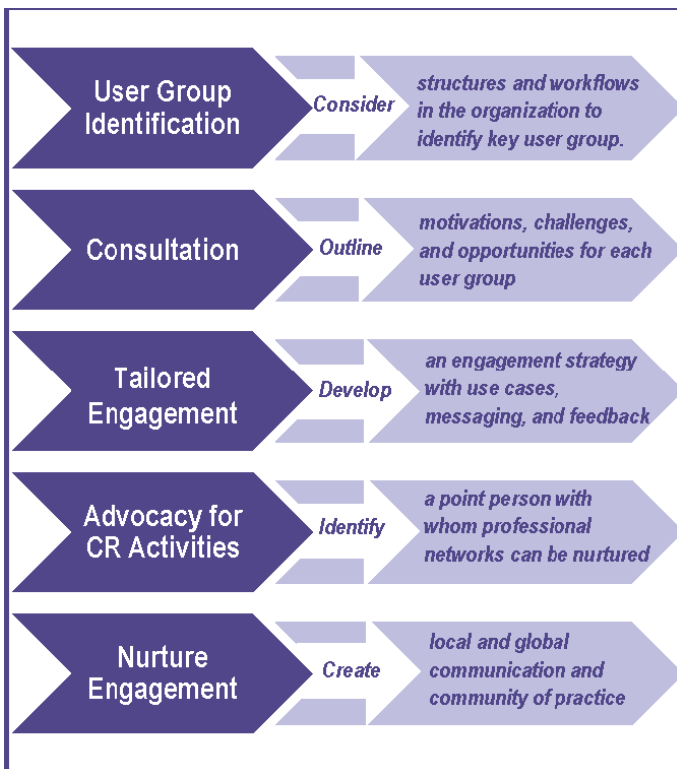 User Group
Identification
Consider
structures and workflows
in the organization to
identify key user group.
Consultation
Outline
motivations, challenges,
and opportunities for each
user group
Tailored
Engagement
Develop
an engagement strategy
with use cases,
messaging, and feedback
Advocacy for
CR Activities
Identify
a point person with
whom professional
networks can be nurtured
Nurture
Engagement
Create
local and global
communication and
community of practice